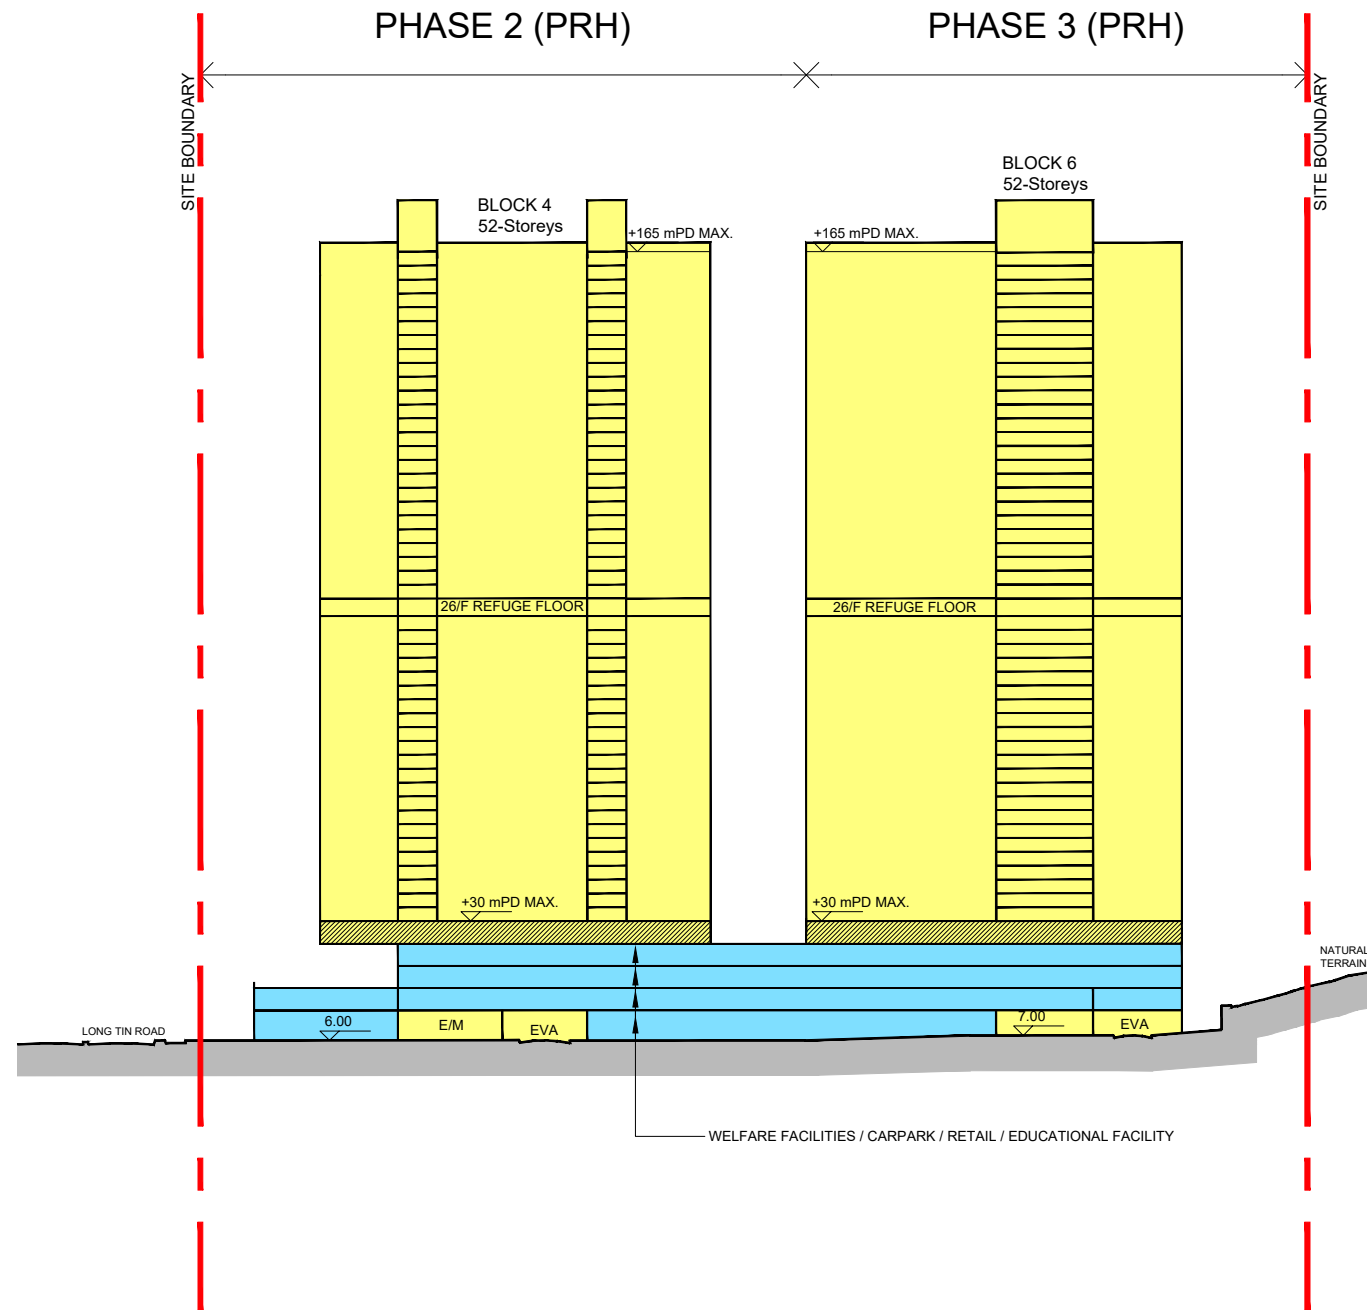 PHASE 2 (PRH)
PHASE 3 (PRH)
SITE BOUNDARY
SITE BOUNDARY
BLOCK 6
52-Storeys
BLOCK 4
52-Storeys
+165 mPD MAX.
+165 mPD MAX.
26/F REFUGE FLOOR
26/F REFUGE FLOOR
+30 mPD MAX.
+30 mPD MAX.
NATURAL
TERRAIN
LONG TIN ROAD
6.00
E/M
EVA
7.00
EVA
WELFARE FACILITIES / CARPARK / RETAIL / EDUCATIONAL FACILITY